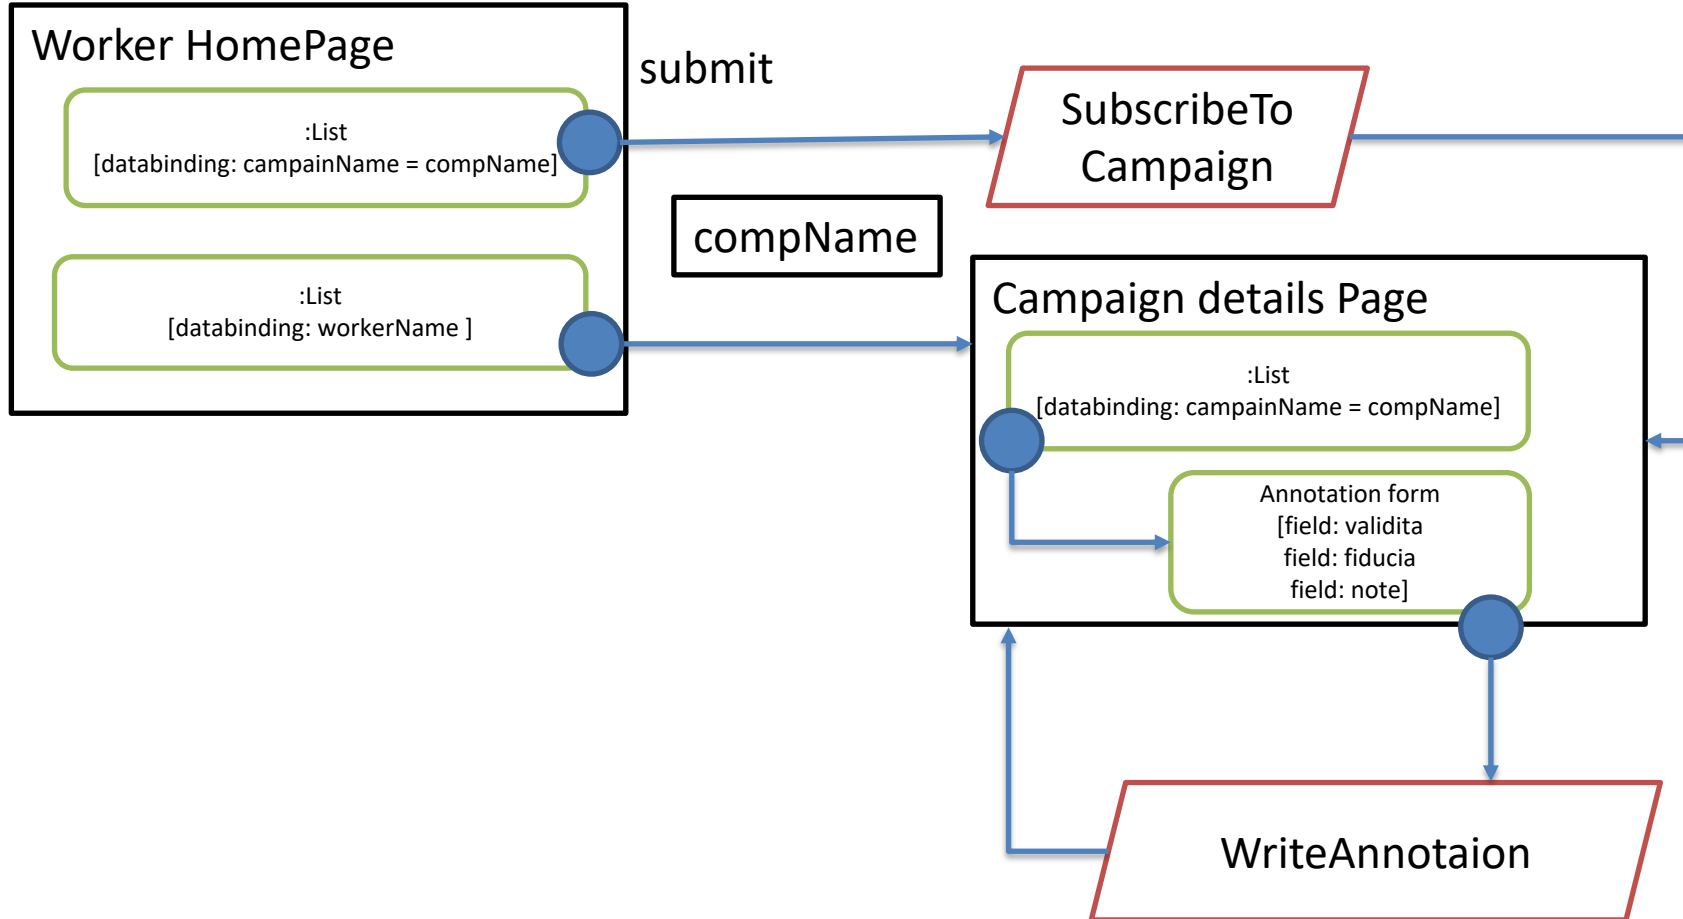 Worker HomePage
:List
[databinding: campainName = compName]
:List
[databinding: workerName ]
submit
SubscribeTo
Campaign
compName
Campaign details Page
:List
[databinding: campainName = compName]
Annotation form
[field: validita
field: fiducia
field: note]
WriteAnnotaion